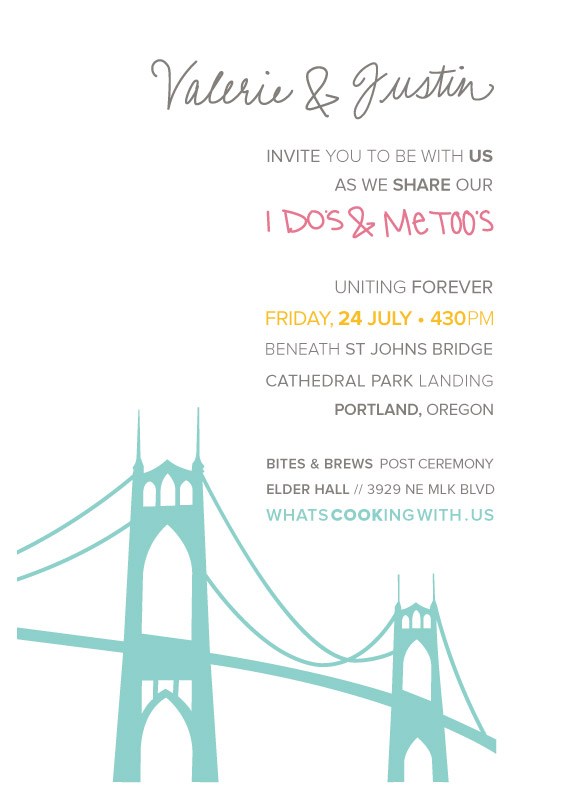 Valerie & Justin
INVITE YOU TO BE WITH US
AS WE SHARE OUR
I DO'S & Me TOO'S
UNITING FOREVER
FRIDAY, 24 JULY • 430PM
BENEATH ST JOHNS BRIDGE
CATHEDRAL PARK LANDING
PORTLAND, OREGON
BITES & BREWS POST CEREMONY
ELDER HALL // 3929 NE MLK BLVD
WHATSCOOKINGWITH.US